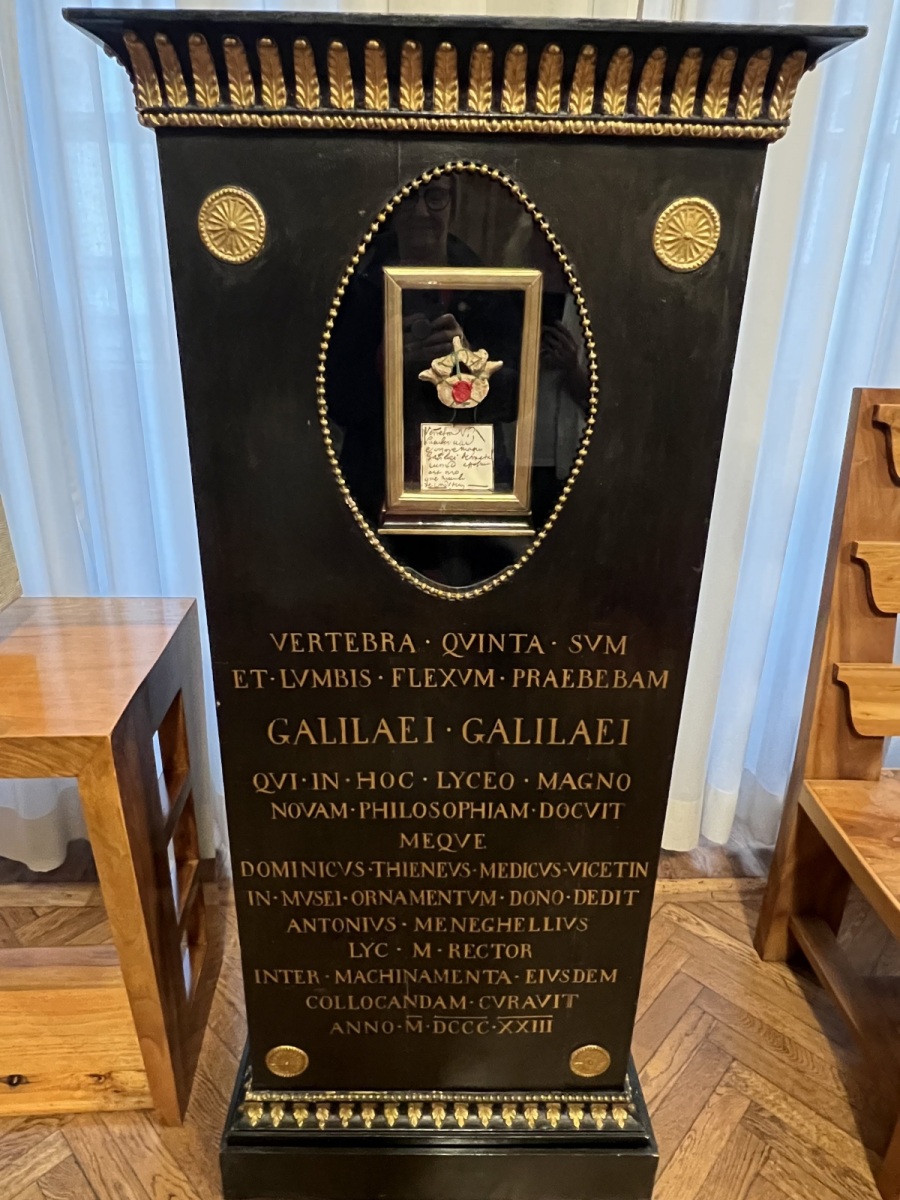 VERTEBRA · QVINTA · SVM
ET · LVMBIS · FLEXVM · PRAEBEBAM
GALILAEI · GALILAEI
QVI · IN · HOC · LYCEO · MAGNO
NOVAM · PHILOSOPHIAM · DOCVIT
MEQVE
DOMINICVS · THIENEVS · MEDICVS · VICETIN
IN · MVSEI · ORNAMENTVM · DONO · DEDIT
ANTONIVS · MENEGHELLIVS
LYC · M · RECTOR
INTER · MACHINAMENTA · EIVSDEM
COLLOCANDAM · CVRAVIT
ANNO · M · DCCC · XXIII